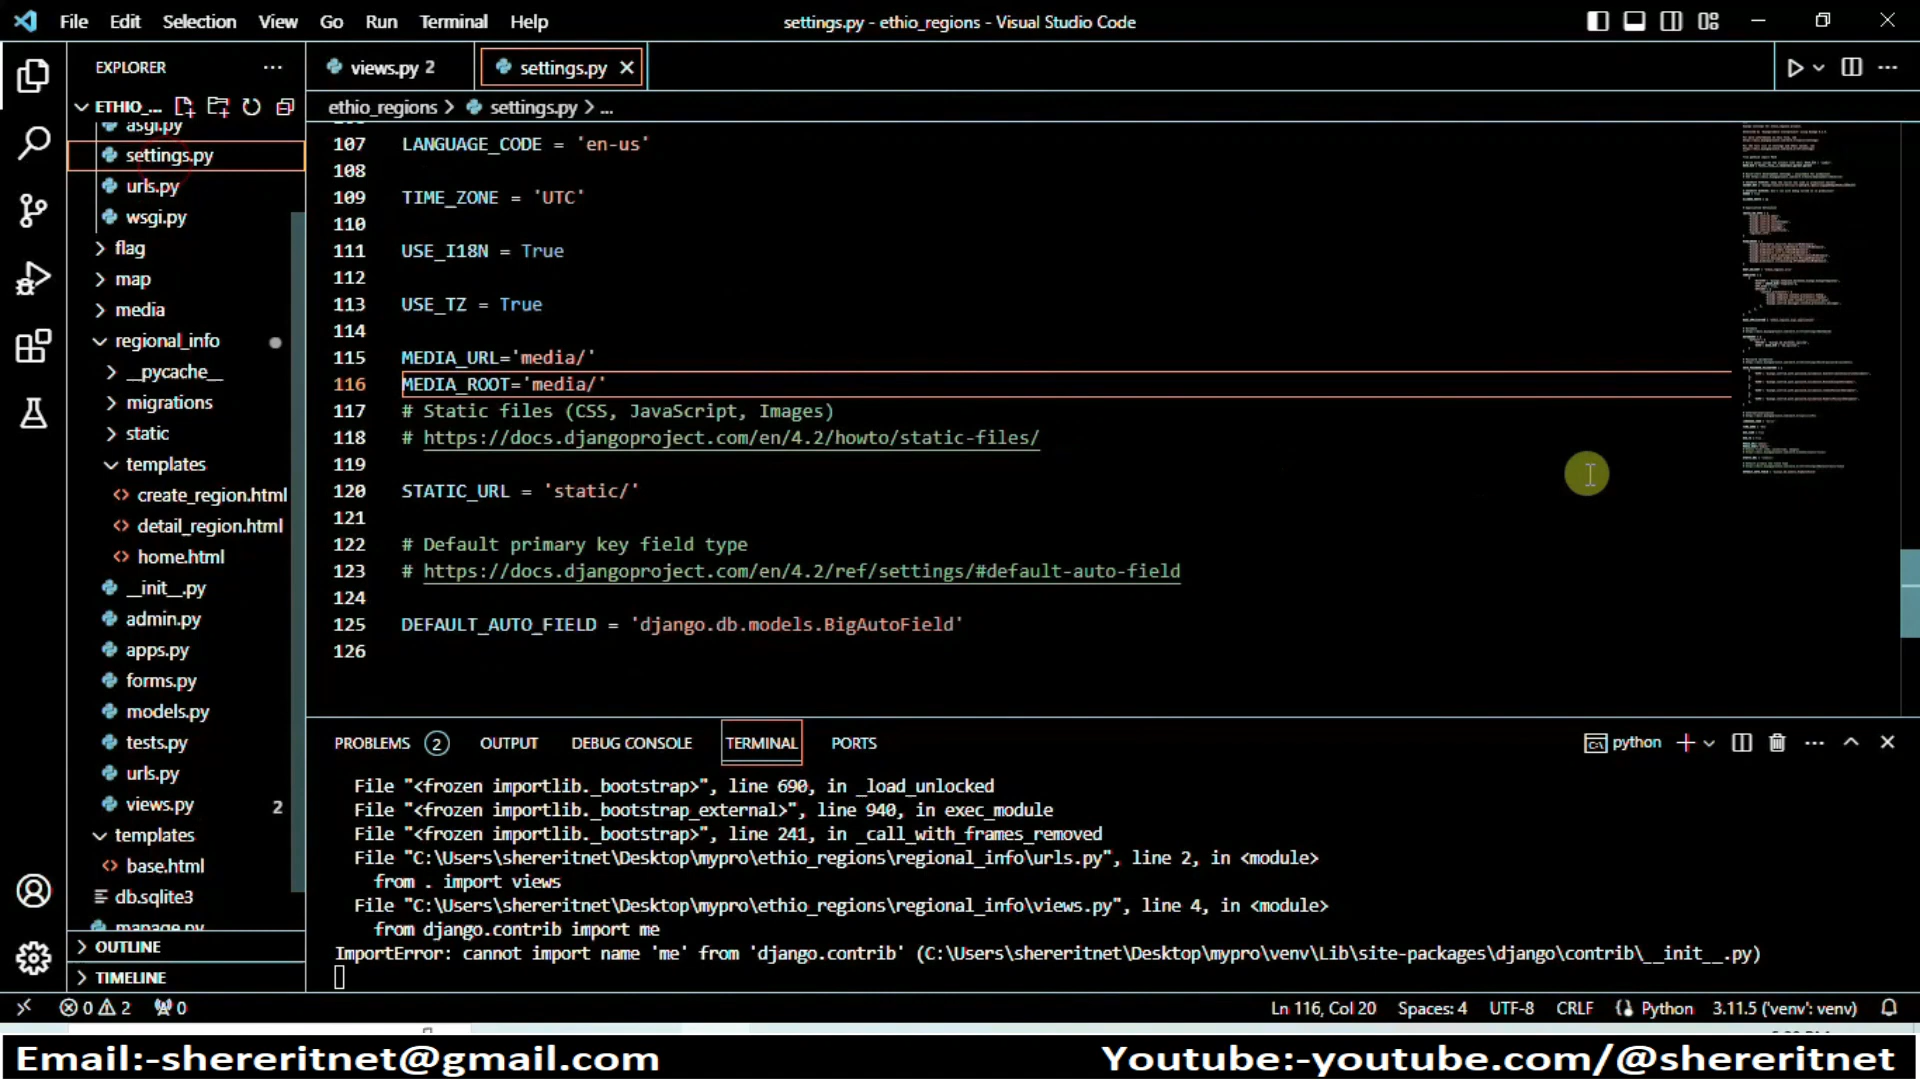 File Edit Selection View Go Run Terminal Help
settings.py - ethio_regions - Visual Studio Code
EXPLORER
views.py 2
settings.py
ETHIO_...
ethio_regions > settings.py > ...
asgi.py
settings.py
urls.py
wsgi.py
flag
map
media
regional_info
__pycache__
migrations
static
templates
create_region.html
detail_region.html
home.html
__init__.py
admin.py
apps.py
forms.py
models.py
tests.py
urls.py
views.py 2
templates
base.html
db.sqlite3
manage.py
OUTLINE
TIMELINE
107 LANGUAGE_CODE = 'en-us'
108
109 TIME_ZONE = 'UTC'
110
111 USE_I18N = True
112
113 USE_TZ = True
114
115 MEDIA_URL='media/'
116 MEDIA_ROOT='media/'
117 # Static files (CSS, JavaScript, Images)
118 # https://docs.djangoproject.com/en/4.2/howto/static-files/
119
120 STATIC_URL = 'static/'
121
122 # Default primary key field type
123 # https://docs.djangoproject.com/en/4.2/ref/settings/#default-auto-field
124
125 DEFAULT_AUTO_FIELD = 'django.db.models.BigAutoField'
126
PROBLEMS 2 OUTPUT DEBUG CONSOLE TERMINAL PORTS
python
File "<frozen importlib._bootstrap>", line 690, in _load_unlocked
File "<frozen importlib._bootstrap_external>", line 940, in exec_module
File "<frozen importlib._bootstrap>", line 241, in _call_with_frames_removed
File "C:\Users\shereritnet\Desktop\mypro\ethio_regions\regional_info\urls.py", line 2, in <module>
from . import views
File "C:\Users\shereritnet\Desktop\mypro\ethio_regions\regional_info\views.py", line 4, in <module>
from django.contrib import me
ImportError: cannot import name 'me' from 'django.contrib' (C:\Users\shereritnet\Desktop\mypro\venv\Lib\site-packages\django\contrib\__init__.py)
0 2 0
Ln 116, Col 20 Spaces: 4 UTF-8 CRLF Python 3.11.5 ('venv': venv)
Email:-shereritnet@gmail.com
Youtube:-youtube.com/@shereritnet